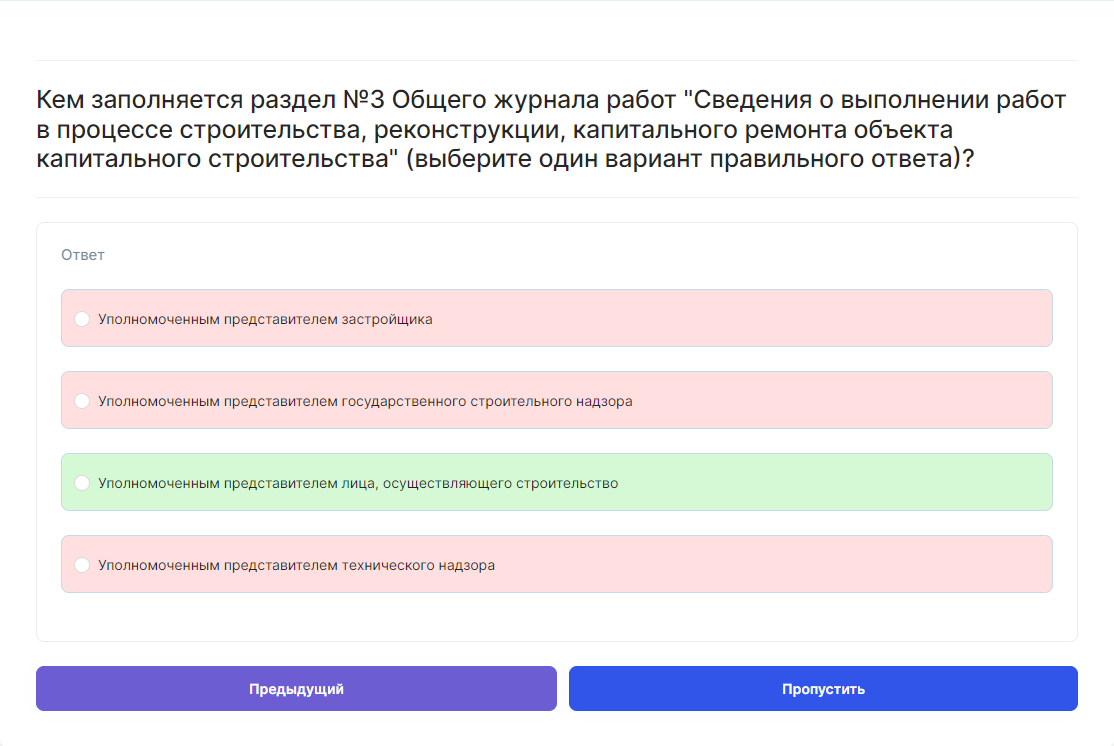 Кем заполняется раздел №3 Общего журнала работ "Сведения о выполнении работ
в процессе строительства, реконструкции, капитального ремонта объекта
капитального строительства" (выберите один вариант правильного ответа)?
Ответ
Уполномоченным представителем застройщика
Уполномоченным представителем государственного строительного надзора
Уполномоченным представителем лица, осуществляющего строительство
Уполномоченным представителем технического надзора
Предыдущий
Пропустить